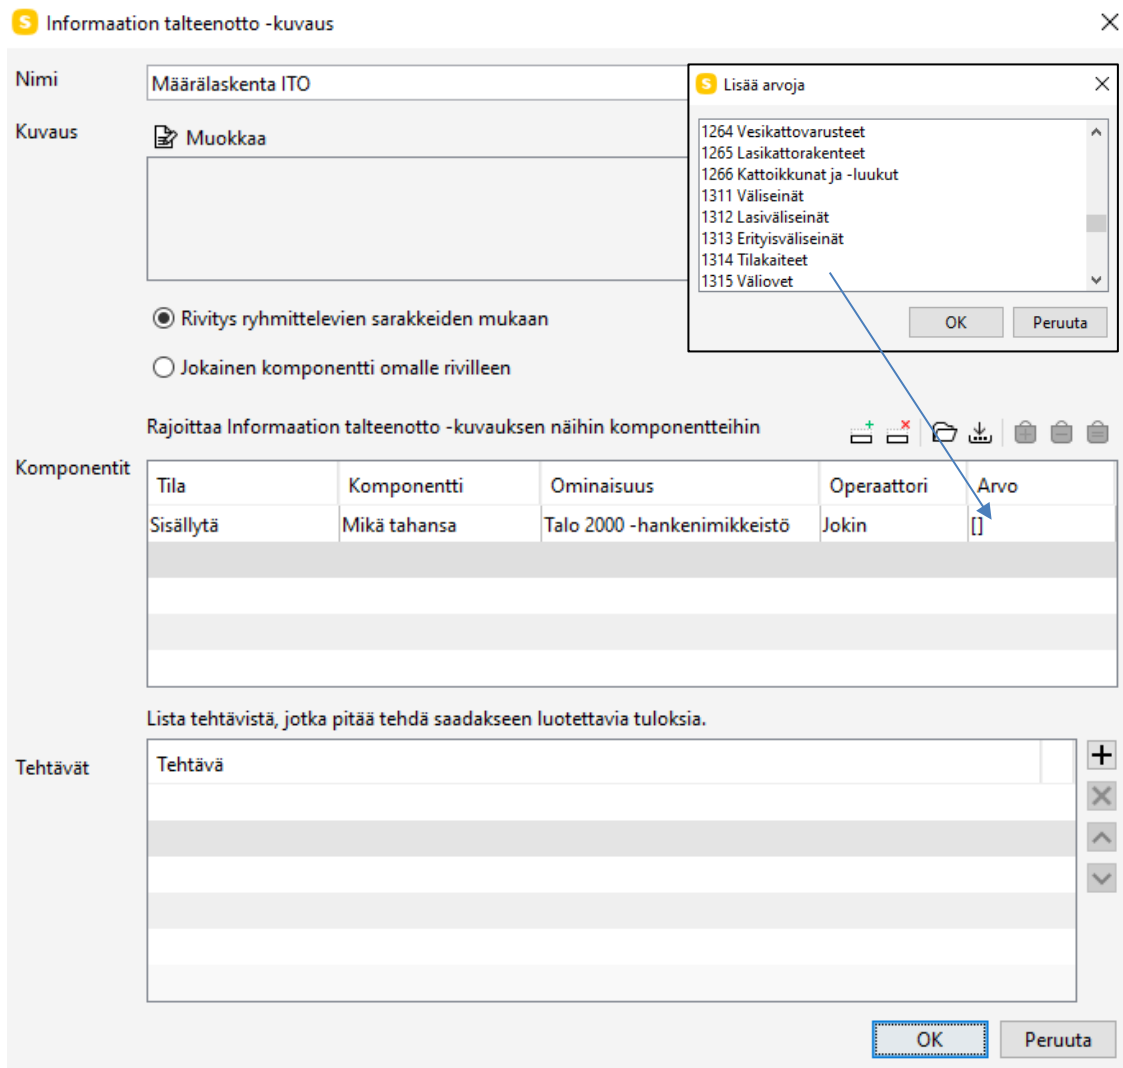 S Informaation talteenotto -kuvaus
Nimi
Määrälaskenta ITO
Kuvaus
Muokkaa
S Lisää arvoja
1264 Vesikattovarusteet
1265 Lasikattorakenteet
1266 Kattoikkunat ja -luukut
1311 Väliseinät
1312 Lasiväliseinät
1313 Erityisväliseinät
1314 Tilakaiteet
1315 Väliovet
OK Peruuta
Rivitys ryhmittelevien sarakkeiden mukaan
Jokainen komponentti omalle rivilleen
Rajoittaa Informaation talteenotto -kuvauksen näihin komponentteihin
Komponentit
Tila Komponentti Ominaisuus Operaattori Arvo
Sisällytä Mikä tahansa Talo 2000 -hankenimikkeistö Jokin []
Lista tehtävistä, jotka pitää tehdä saadakseen luotettavia tuloksia.
Tehtävät
Tehtävä
OK Peruuta